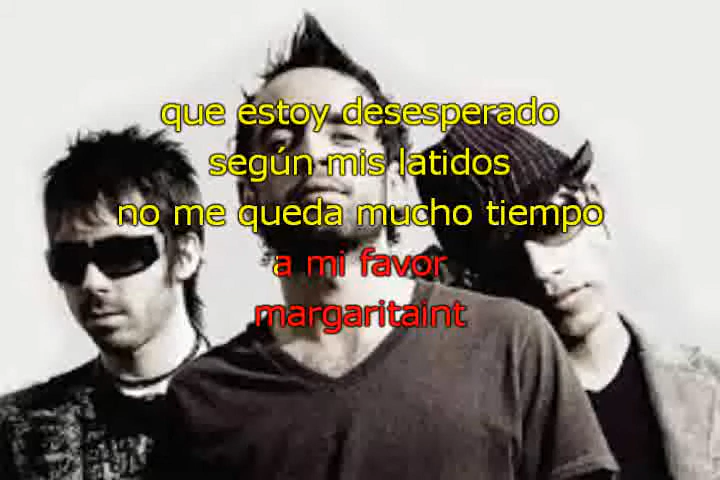 que estoy desesperado
según mis latidos
no me queda mucho tiempo
a mi favor
margaritaint